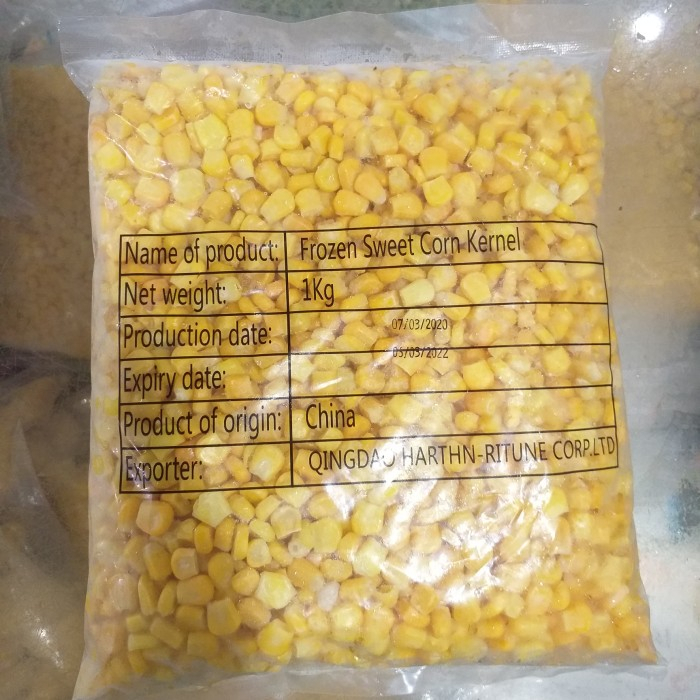 Name of product: Frozen Sweet Corn Kernel
Net weight: 1Kg
Production date: 07/03/2020
Expiry date: 03/2022
Product of origin: China
Exporter: QINGDAO HARTHN-RITUNE CORP.LTD